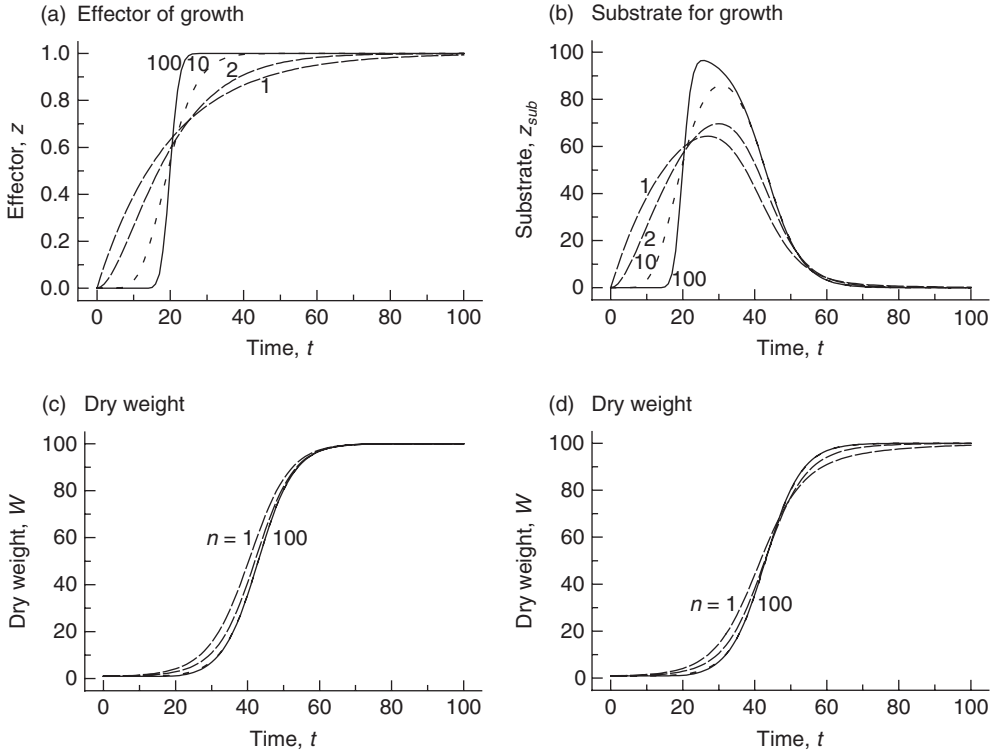 (a) Effector of growth
Effector, z
1.0
0.8
0.6
0.4
0.2
0.0
100 10
2
1
0 20 40 60 80 100
Time, t
(b) Substrate for growth
Substrate, z_sub
100
80
60
40
20
0
1
2
10
100
0 20 40 60 80 100
Time, t
(c) Dry weight
Dry weight, W
100
80
60
40
20
0
n = 1 100
0 20 40 60 80 100
Time, t
(d) Dry weight
Dry weight, W
100
80
60
40
20
0
n = 1 100
0 20 40 60 80 100
Time, t